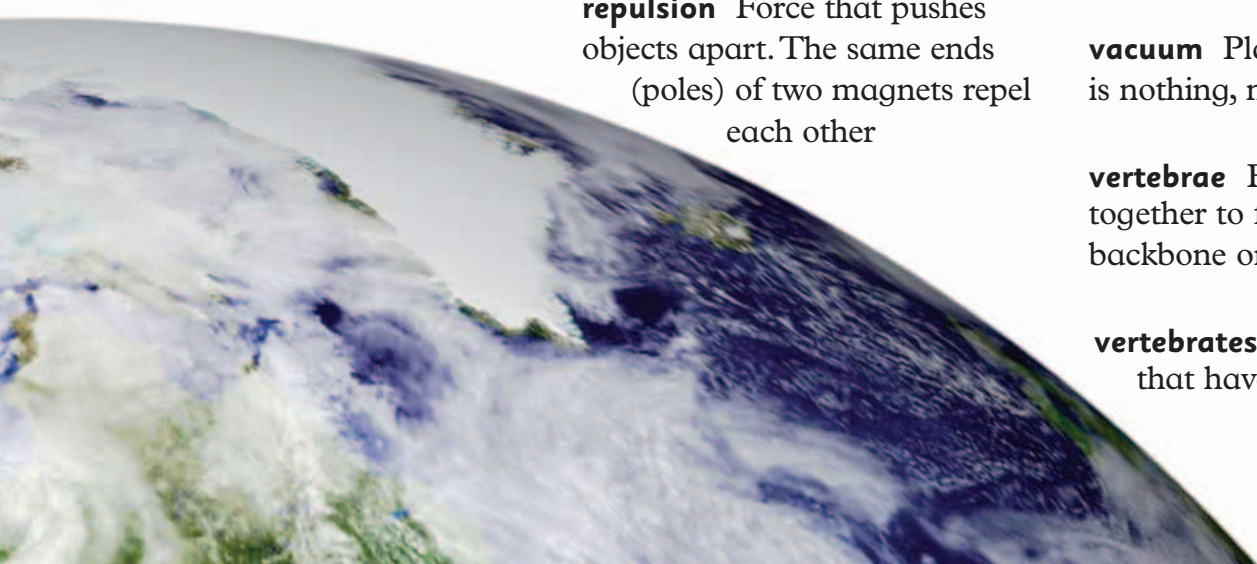 repulsion Force that pushes
objects apart. The same ends
(poles) of two magnets repel
each other
vacuum
is nothing,
vertebrae
together to
backbone
vertebrates
that